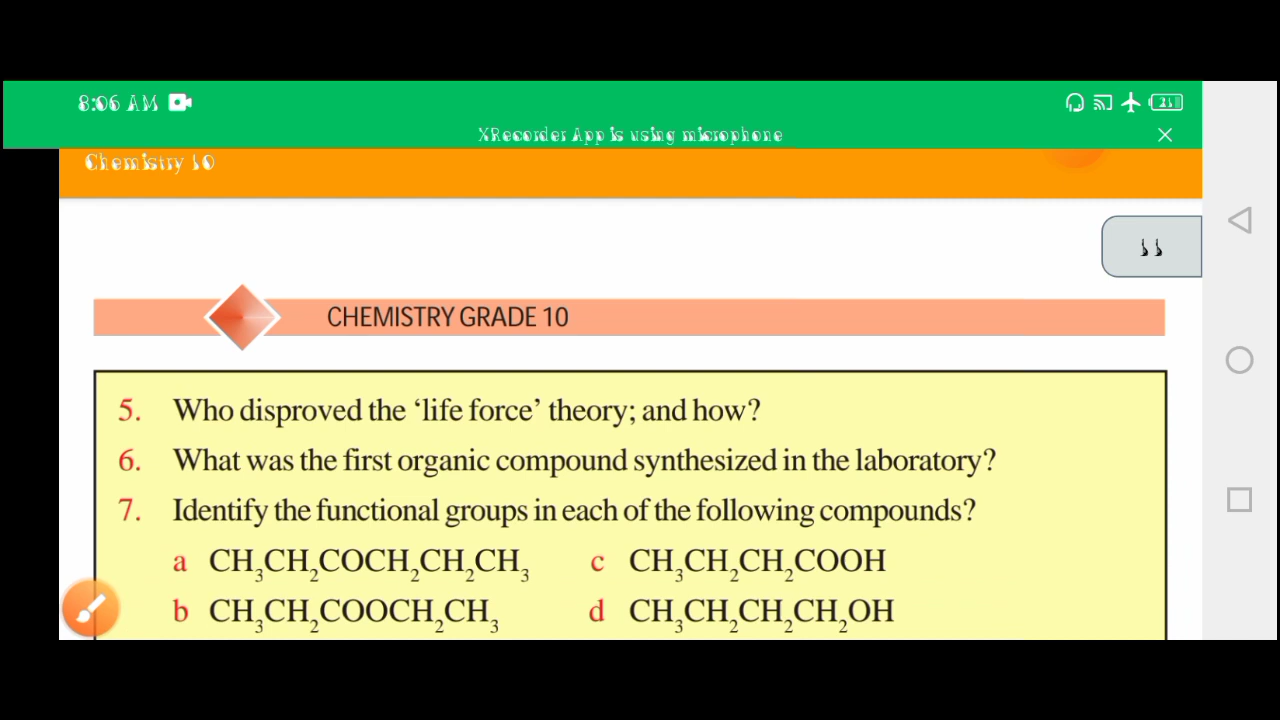 8:06 AM
21
XRecorder App is using microphone
Chemistry 10
11
CHEMISTRY GRADE 10
5. Who disproved the ‘life force’ theory; and how?
6. What was the first organic compound synthesized in the laboratory?
7. Identify the functional groups in each of the following compounds?
a CH₃CH₂COCH₂CH₂CH₃ c CH₃CH₂CH₂COOH
b CH₃CH₂COOCH₂CH₃ d CH₃CH₂CH₂CH₂OH